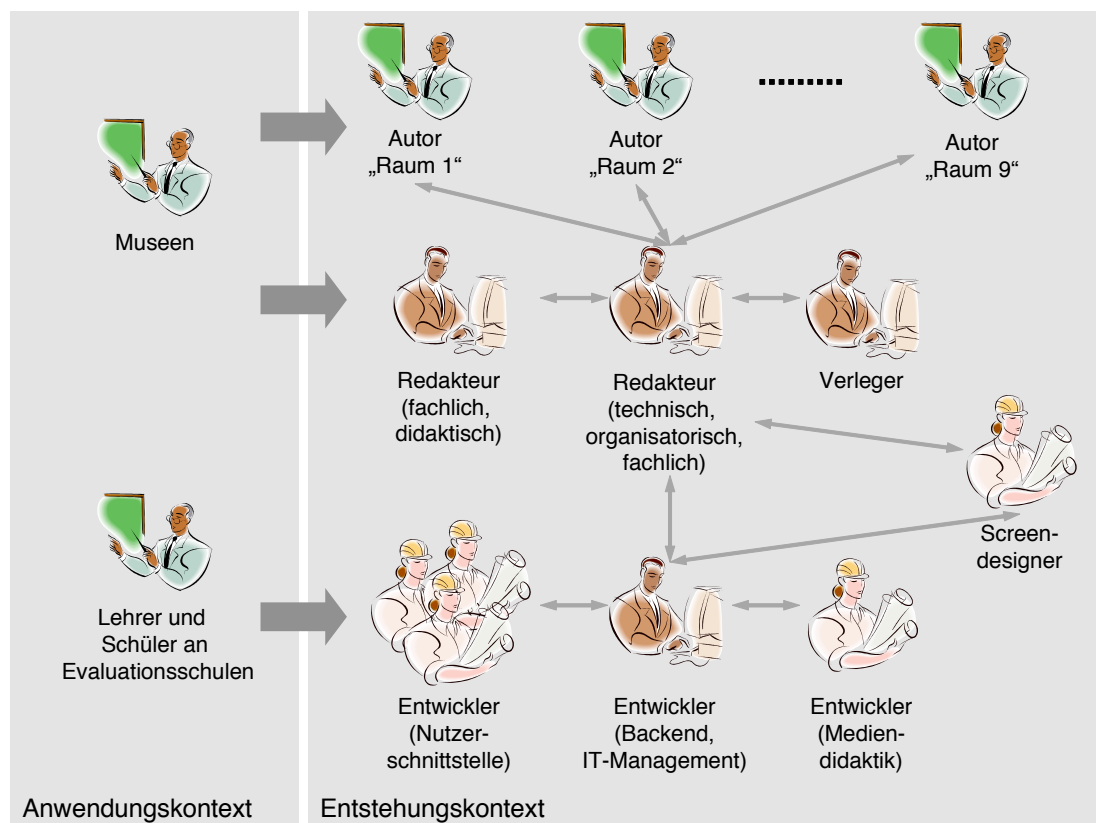 Autor
„Raum 1“
Autor
„Raum 2“
.........
Autor
„Raum 9“
Museen
Redakteur
(fachlich,
didaktisch)
Redakteur
(technisch,
organisatorisch,
fachlich)
Verleger
Screen-
designer
Lehrer und
Schüler an
Evaluationsschulen
Entwickler
(Nutzer-
schnittstelle)
Entwickler
(Backend,
IT-Management)
Entwickler
(Medien-
didaktik)
Anwendungskontext
Entstehungskontext